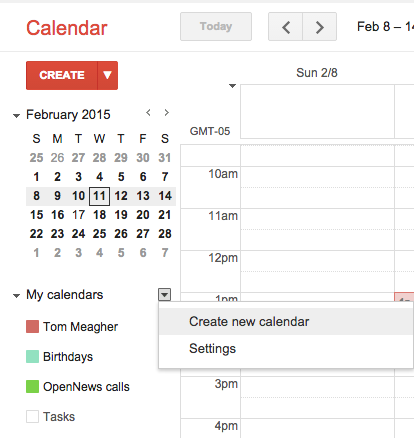 Calendar
Today
Feb 8 – 14
CREATE
Sun 2/8
February 2015
GMT-05
S M T W T F S
25 26 27 28 29 30 31
1 2 3 4 5 6 7
8 9 10 11 12 13 14
15 16 17 18 19 20 21
22 23 24 25 26 27 28
1 2 3 4 5 6 7
10am
11am
12pm
My calendars
1pm
Create new calendar
Settings
Tom Meagher
Birthdays
OpenNews calls
Tasks
3pm
4pm